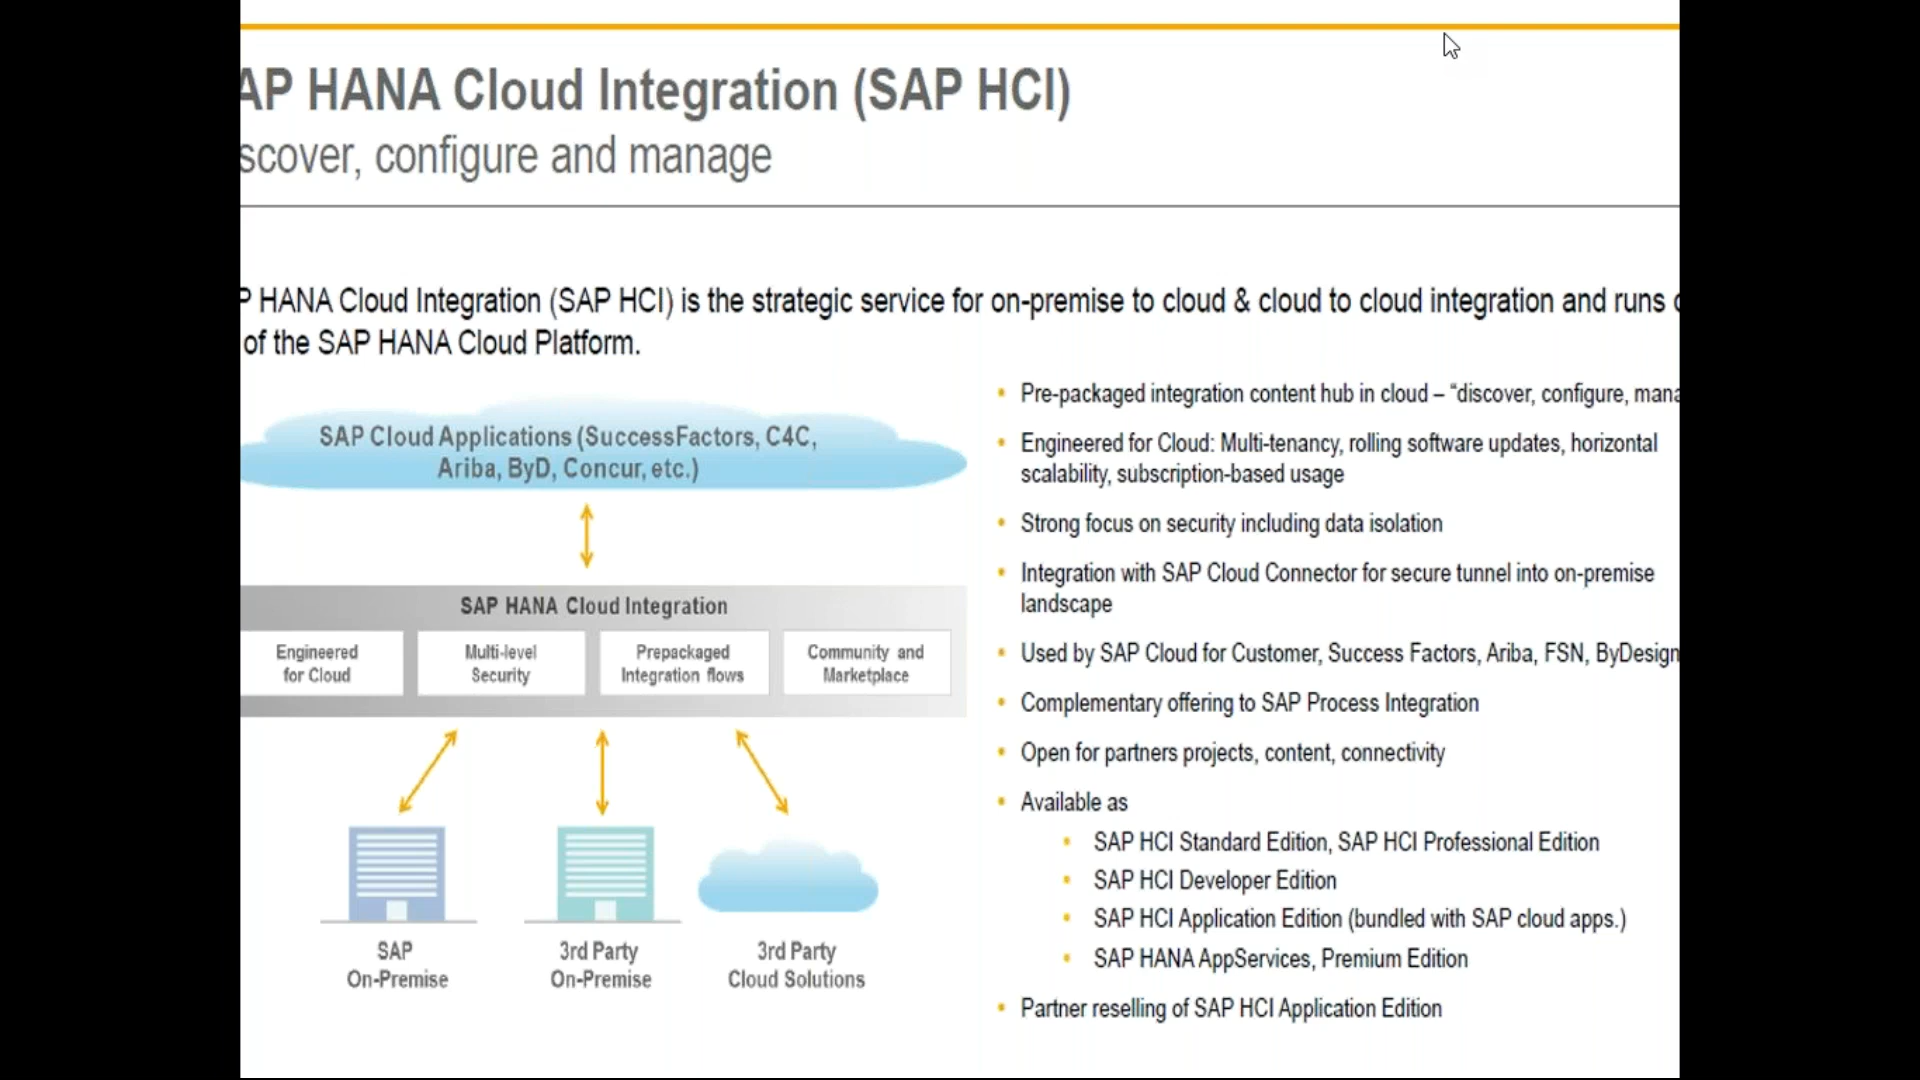 AP HANA Cloud Integration (SAP HCI)
scover, configure and manage
P HANA Cloud Integration (SAP HCI) is the strategic service for on-premise to cloud & cloud to cloud integration and runs
of the SAP HANA Cloud Platform.
SAP Cloud Applications (SuccessFactors, C4C,
Ariba, ByD, Concur, etc.)
SAP HANA Cloud Integration
Engineered
for Cloud
Multi-level
Security
Prepackaged
Integration flows
Community and
Marketplace
SAP
On-Premise
3rd Party
On-Premise
3rd Party
Cloud Solutions
• Pre-packaged integration content hub in cloud – “discover, configure, mana
• Engineered for Cloud: Multi-tenancy, rolling software updates, horizontal
scalability, subscription-based usage
• Strong focus on security including data isolation
• Integration with SAP Cloud Connector for secure tunnel into on-premise
landscape
• Used by SAP Cloud for Customer, Success Factors, Ariba, FSN, ByDesign
• Complementary offering to SAP Process Integration
• Open for partners projects, content, connectivity
• Available as
• SAP HCI Standard Edition, SAP HCI Professional Edition
• SAP HCI Developer Edition
• SAP HCI Application Edition (bundled with SAP cloud apps.)
• SAP HANA AppServices, Premium Edition
• Partner reselling of SAP HCI Application Edition